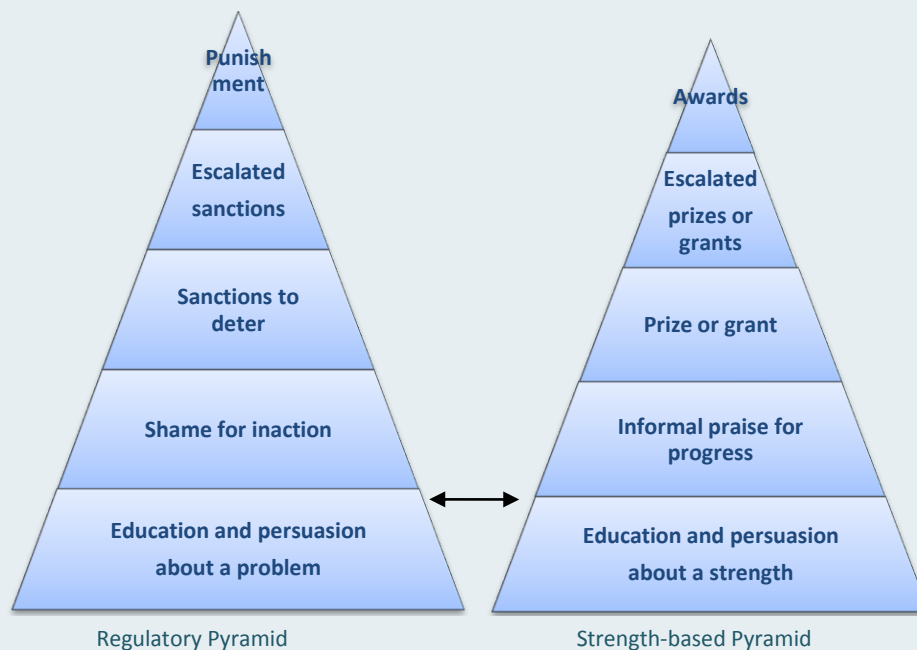 Punish
ment
Escalated
sanctions
Sanctions to
deter
Shame for inaction
Education and persuasion
about a problem
Regulatory Pyramid
Awards
Escalated
prizes or
grants
Prize or grant
Informal praise for
progress
Education and persuasion
about a strength
Strength-based Pyramid